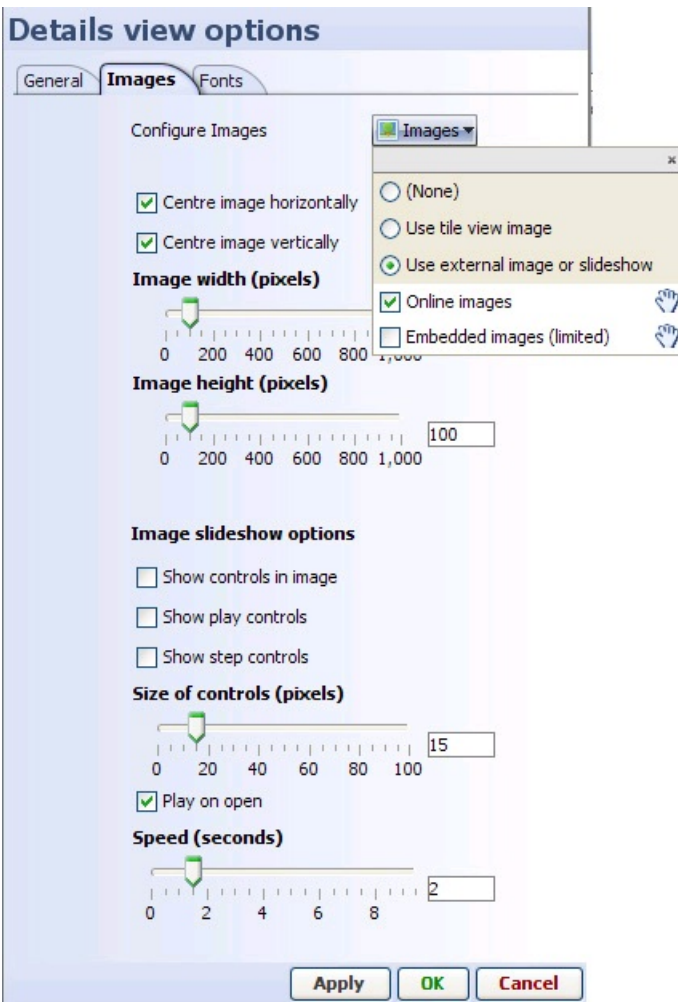 Details view options
General Images Fonts
Configure Images Images
(None)
Centre image horizontally
Use tile view image
Centre image vertically
Use external image or slideshow
Image width (pixels)
Online images
Embedded images (limited)
0 200 400 600 800 1,000
Image height (pixels)
100
0 200 400 600 800 1,000
Image slideshow options
Show controls in image
Show play controls
Show step controls
Size of controls (pixels)
15
0 20 40 60 80 100
Play on open
Speed (seconds)
2
0 2 4 6 8
Apply OK Cancel